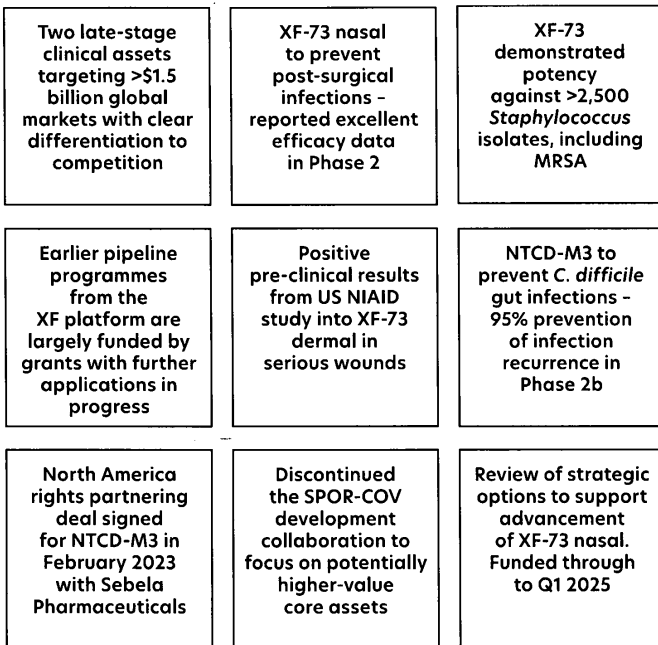 Two late-stage
clinical assets
targeting >$1.5
billion global
markets with clear
differentiation to
competition
XF-73 nasal
to prevent
post-surgical
infections –
reported excellent
efficacy data
in Phase 2
XF-73
demonstrated
potency
against >2,500
Staphylococcus
isolates, including
MRSA
Earlier pipeline
programmes
from the
XF platform are
largely funded by
grants with further
applications in
progress
Positive
pre-clinical results
from US NIAID
study into XF-73
dermal in
serious wounds
NTCD-M3 to
prevent C. difficile
gut infections –
95% prevention
of infection
recurrence in
Phase 2b
North America
rights partnering
deal signed
for NTCD-M3 in
February 2023
with Sebela
Pharmaceuticals
Discontinued
the SPOR-COV
development
collaboration to
focus on potentially
higher-value
core assets
Review of strategic
options to support
advancement
of XF-73 nasal.
Funded through
to Q1 2025